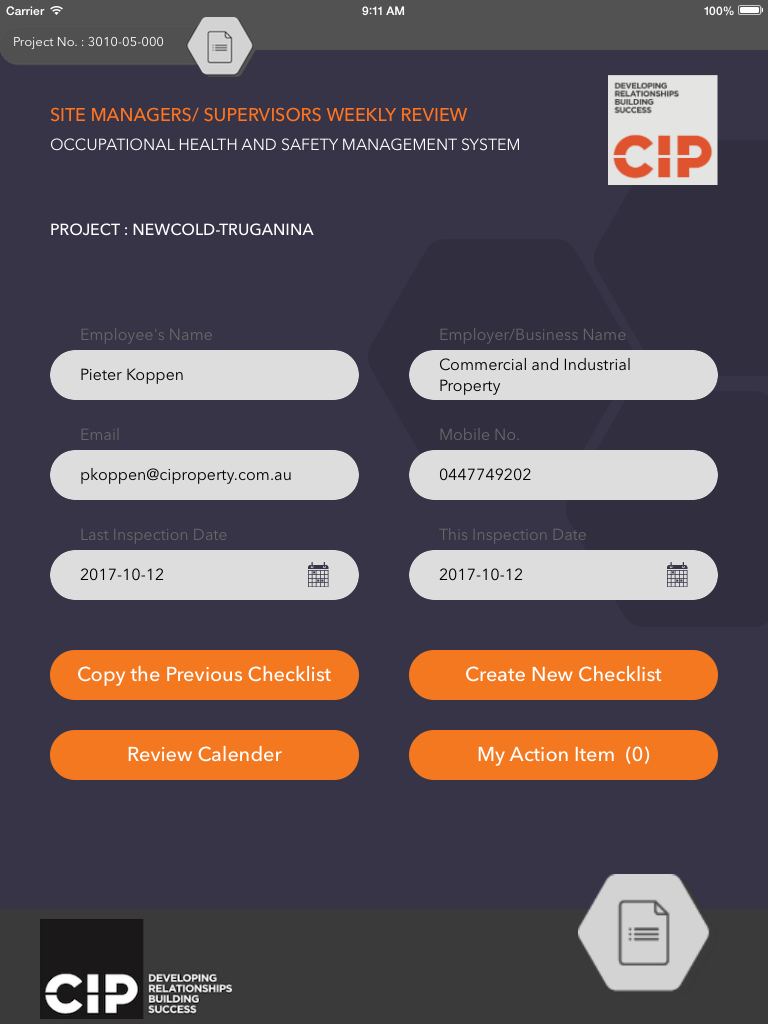 Carrier 9:11 AM 100%
Project No. : 3010-05-000
DEVELOPING
RELATIONSHIPS
BUILDING
SUCCESS
CIP
SITE MANAGERS/ SUPERVISORS WEEKLY REVIEW
OCCUPATIONAL HEALTH AND SAFETY MANAGEMENT SYSTEM
PROJECT : NEWCOLD-TRUGANINA
Employee's Name
Pieter Koppen
Employer/Business Name
Commercial and Industrial
Property
Email
pkoppen@ciproperty.com.au
Mobile No.
0447749202
Last Inspection Date
2017-10-12
This Inspection Date
2017-10-12
Copy the Previous Checklist
Create New Checklist
Review Calender
My Action Item (0)
CIP
DEVELOPING
RELATIONSHIPS
BUILDING
SUCCESS